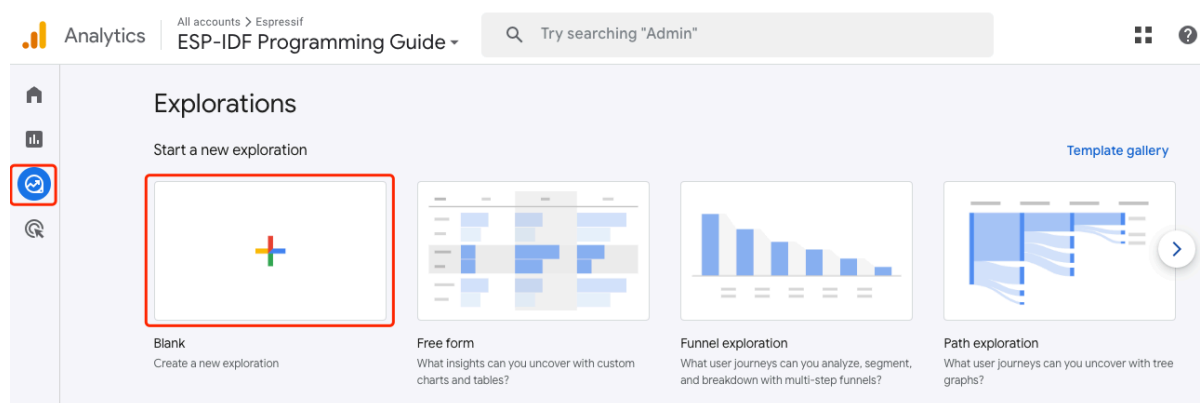 All accounts > Espressif
Analytics
ESP-IDF Programming Guide
Try searching "Admin"
Explorations
Start a new exploration
Template gallery
Blank
Create a new exploration
Free form
What insights can you uncover with custom
charts and tables?
Funnel exploration
What user journeys can you analyze, segment,
and breakdown with multi-step funnels?
Path exploration
What user journeys can you uncover with tree
graphs?